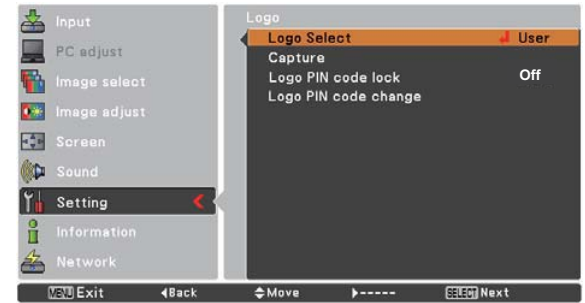 Input
PC adjust
Image select
Image adjust
Screen
Sound
Setting
Information
Network
Logo
Logo Select User
Capture
Logo PIN code lock Off
Logo PIN code change
MENU Exit ◀Back ◆Move ▶----- SELECT Next